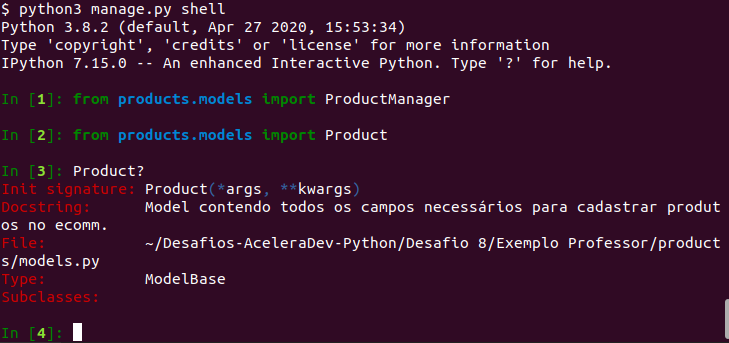 $ python3 manage.py shell
Python 3.8.2 (default, Apr 27 2020, 15:53:34)
Type 'copyright', 'credits' or 'license' for more information
IPython 7.15.0 -- An enhanced Interactive Python. Type '?' for help.
In [1]: from products.models import ProductManager
In [2]: from products.models import Product
In [3]: Product?
Init signature: Product(*args, **kwargs)
Docstring:      Model contendo todos os campos necessários para cadastrar produt
os no ecomm.
File:           ~/Desafios-AceleraDev-Python/Desafio 8/Exemplo Professor/product
s/models.py
Type:           ModelBase
Subclasses:
In [4]: